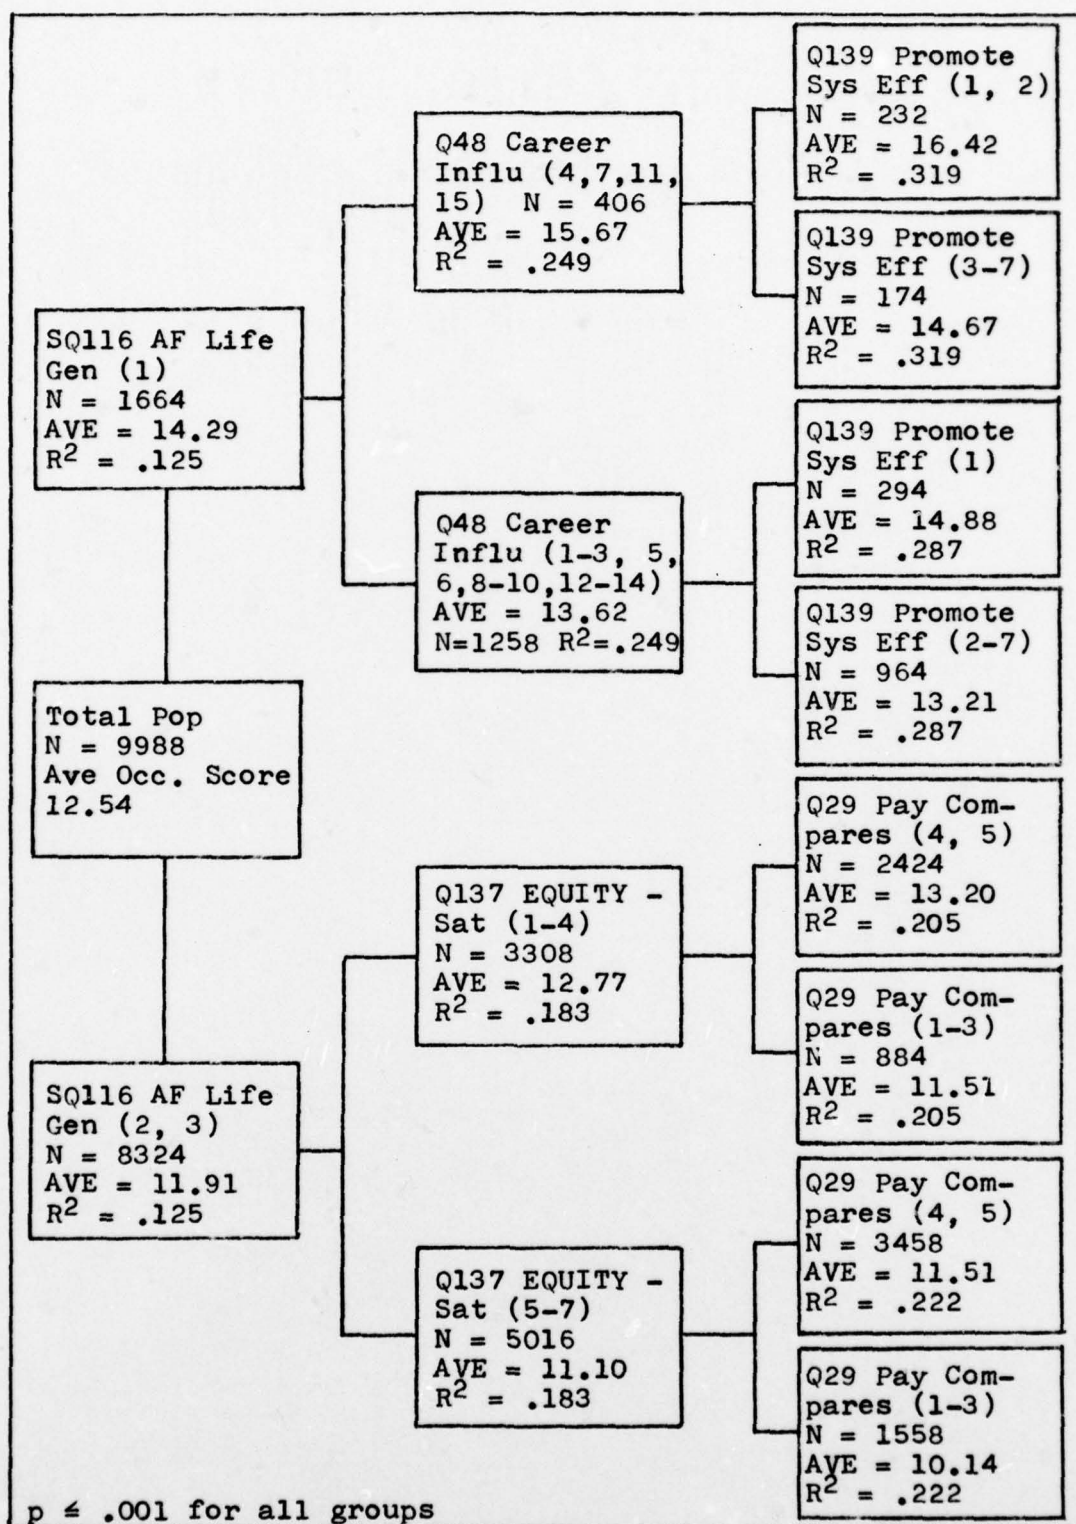 Q139 Promote
Sys Eff (1, 2)
N = 232
AVE = 16.42
R² = .319
Q48 Career
Influ (4,7,11,
15) N = 406
AVE = 15.67
R² = .249
Q139 Promote
Sys Eff (3-7)
N = 174
AVE = 14.67
R² = .319
SQ116 AF Life
Gen (1)
N = 1664
AVE = 14.29
R² = .125
Q139 Promote
Sys Eff (1)
N = 294
AVE = 14.88
R² = .287
Q48 Career
Influ (1-3, 5,
6,8-10,12-14)
AVE = 13.62
N=1258 R²=.249
Q139 Promote
Sys Eff (2-7)
N = 964
AVE = 13.21
R² = .287
Total Pop
N = 9988
Ave Occ. Score
12.54
Q29 Pay Com-
pares (4, 5)
N = 2424
AVE = 13.20
R² = .205
Q137 EQUITY -
Sat (1-4)
N = 3308
AVE = 12.77
R² = .183
Q29 Pay Com-
pares (1-3)
N = 884
AVE = 11.51
R² = .205
SQ116 AF Life
Gen (2, 3)
N = 8324
AVE = 11.91
R² = .125
Q29 Pay Com-
pares (4, 5)
N = 3458
AVE = 11.51
R² = .222
Q137 EQUITY -
Sat (5-7)
N = 5016
AVE = 11.10
R² = .183
Q29 Pay Com-
pares (1-3)
N = 1558
AVE = 10.14
R² = .222
p ≤ .001 for all groups